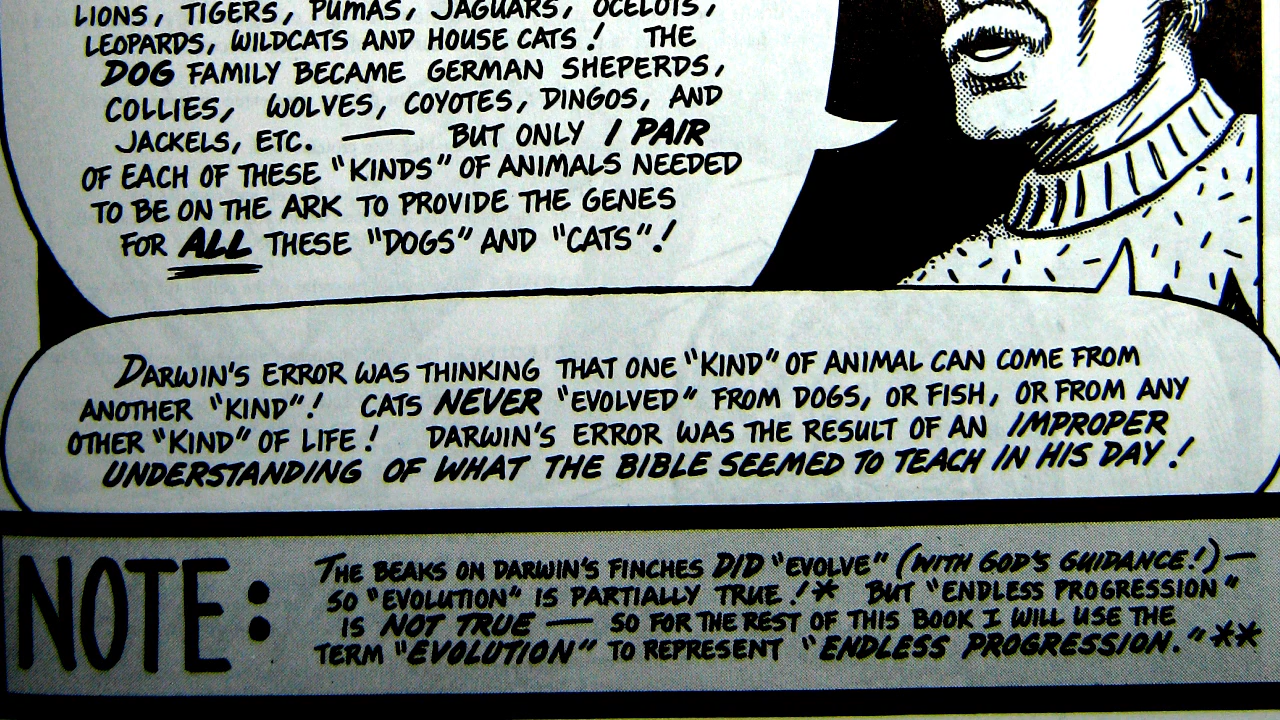 LIONS, TIGERS, PUMAS, JAGUARS, OCELOTS,
LEOPARDS, WILDCATS AND HOUSE CATS! THE
DOG FAMILY BECAME GERMAN SHEPERDS,
COLLIES, WOLVES, COYOTES, DINGOS, AND
JACKELS, ETC. — BUT ONLY 1 PAIR
OF EACH OF THESE "KINDS" OF ANIMALS NEEDED
TO BE ON THE ARK TO PROVIDE THE GENES
FOR ALL THESE "DOGS" AND "CATS"!
DARWIN'S ERROR WAS THINKING THAT ONE "KIND" OF ANIMAL CAN COME FROM
ANOTHER "KIND"! CATS NEVER "EVOLVED" FROM DOGS, OR FISH, OR FROM ANY
OTHER "KIND" OF LIFE! DARWIN'S ERROR WAS THE RESULT OF AN IMPROPER
UNDERSTANDING OF WHAT THE BIBLE SEEMED TO TEACH IN HIS DAY!
NOTE:
THE BEAKS ON DARWIN'S FINCHES DID "EVOLVE" (WITH GOD'S GUIDANCE!) —
SO "EVOLUTION" IS PARTIALLY TRUE!* BUT "ENDLESS PROGRESSION"
IS NOT TRUE — SO FOR THE REST OF THIS BOOK I WILL USE THE
TERM "EVOLUTION" TO REPRESENT "ENDLESS PROGRESSION."**